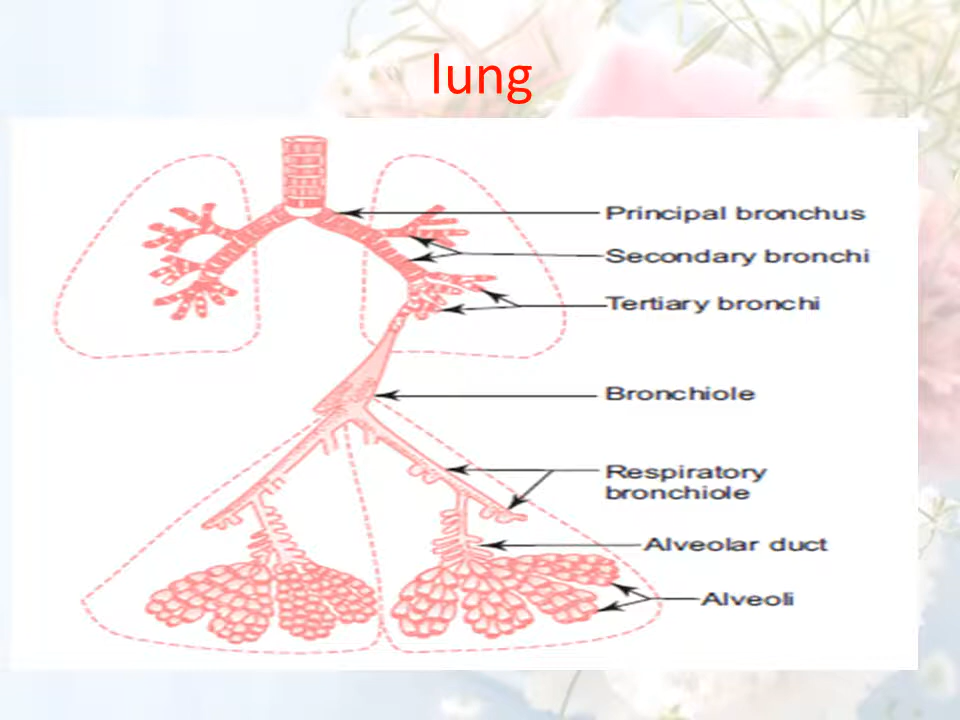 lung
Principal bronchus
Secondary bronchi
Tertiary bronchi
Bronchiole
Respiratory
bronchiole
Alveolar duct
Alveoli